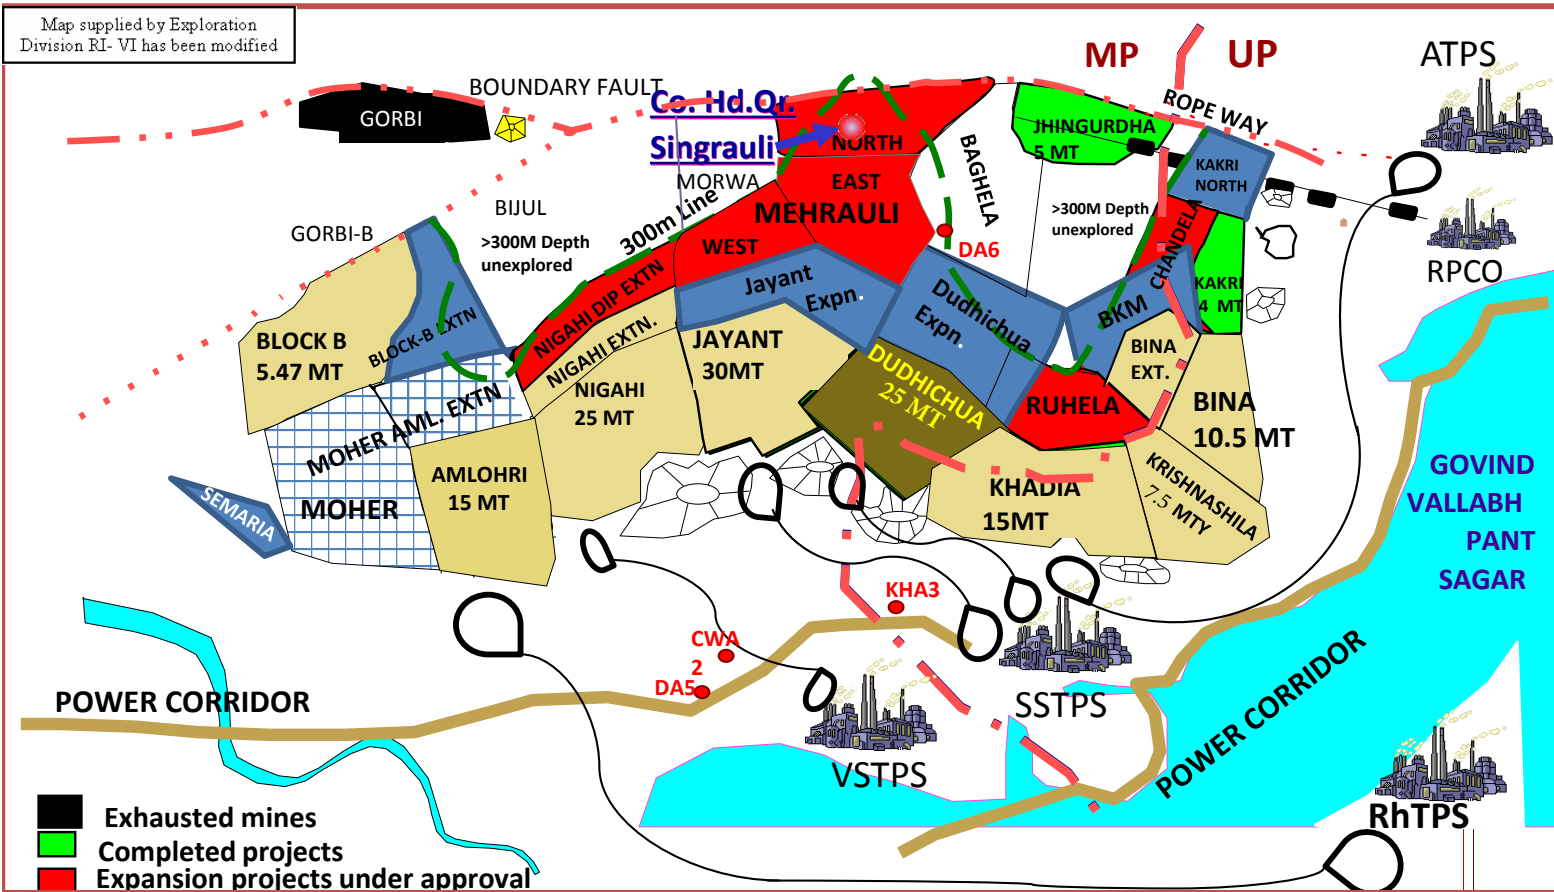 Map supplied by Exploration
Division RI- VI has been modified
MP
UP
ATPS
BOUNDARY FAULT
Co. Hd.Qr.
Singrauli
GORBI
ROPE WAY
JHINGURDHA
5 MT
NORTH
BAGHELA
KAKRI
NORTH
MORWA
EAST
MEHRAULI
BIJUL
>300M Depth
unexplored
300m Line
GORBI-B
WEST
DA6
>300M Depth
unexplored
CHANDELA
RPCO
KAKRI
4 MT
NIGAHI DIP EXTN
Jayant
Expn.
Dudhichua
Expn.
BKM
BLOCK B
5.47 MT
BLOCK-B EXTN
NIGAHI EXTN.
JAYANT
30MT
BINA
EXT.
DUDHICHUA
25 MT
NIGAHI
25 MT
RUHELA
BINA
10.5 MT
MOHER AML. EXTN
AMLOHRI
15 MT
MOHER
SEMARIA
KHADIA
15MT
KRISHNASHILA
7.5 MTY
GOVIND
VALLABH
PANT
SAGAR
KHA3
CWA
2
DA5
POWER CORRIDOR
SSTPS
VSTPS
POWER CORRIDOR
RhTPS
Exhausted mines
Completed projects
Expansion projects under approval